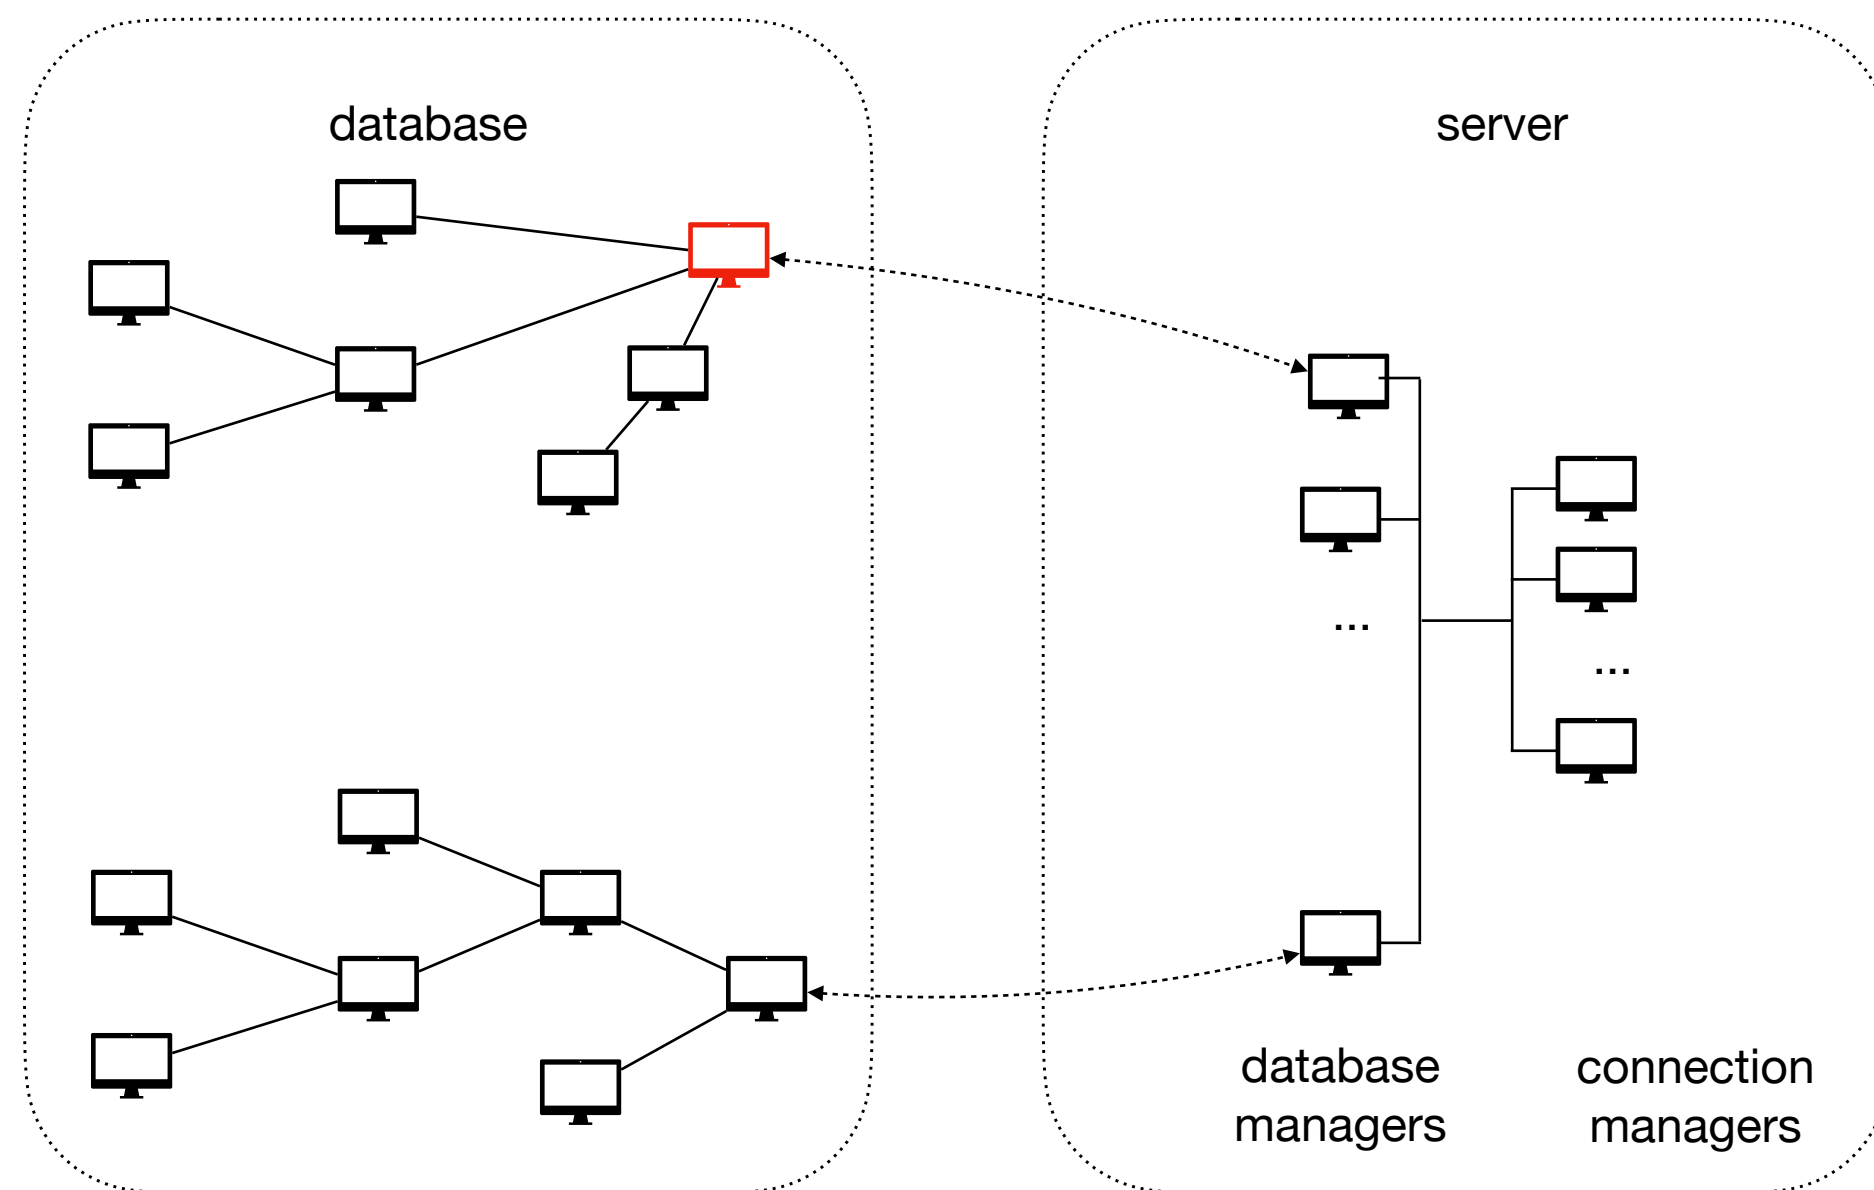 database
server
...
...
database
managers
connection
managers